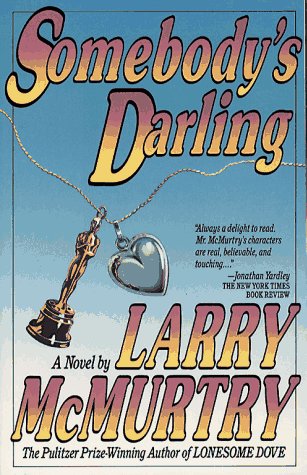 Somebody's
Darling
"Always a delight to read.
Mr. McMurtry's characters
are real, believable, and
touching...."
—Jonathan Yardley
THE NEW YORK TIMES
BOOK REVIEW
A Novel by LARRY
McMURTRY
The Pulitzer Prize-Winning Author of LONESOME DOVE